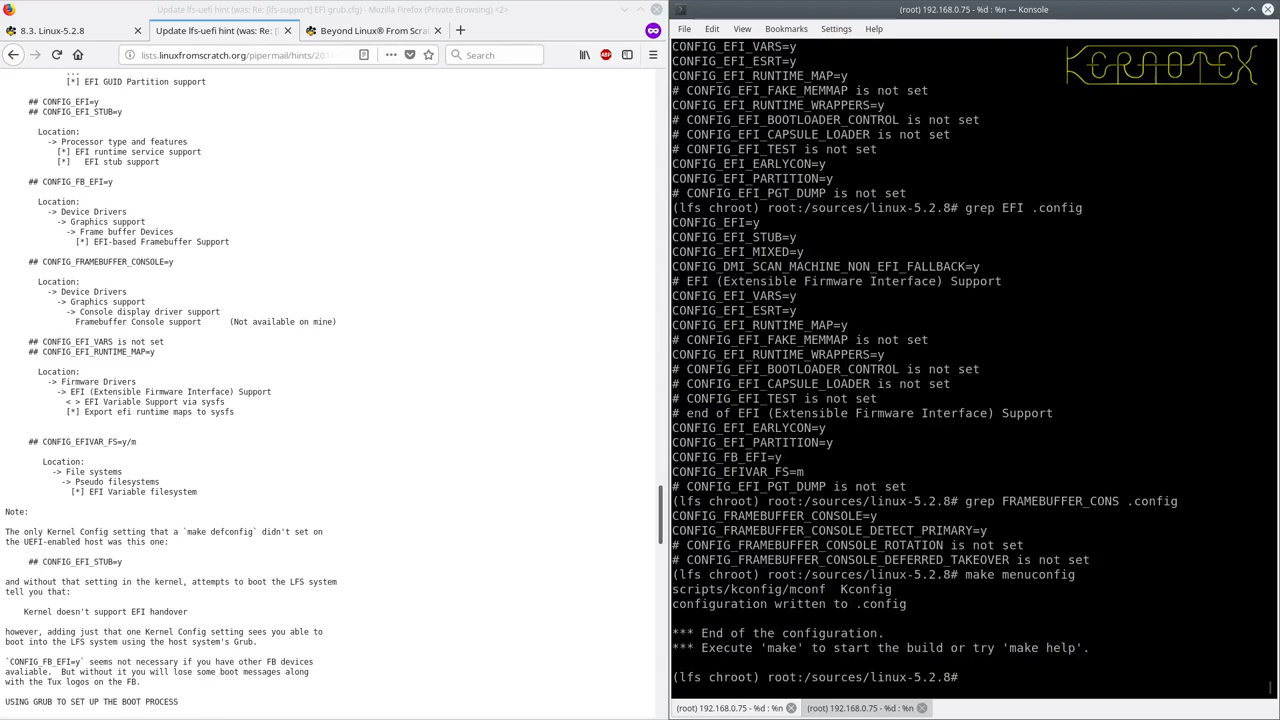 Update lfs-uefi hint (was: Re: [lfs-support] EFI grub.cfg) - Mozilla Firefox (Private Browsing) <2>
8.3. Linux-5.2.8
Update lfs-uefi hint (was: Re: [l
Beyond Linux® From Scratc
lists.linuxfromscratch.org/pipermail/hints/201
Search
[*] EFI GUID Partition support
## CONFIG_EFI=y
## CONFIG_EFI_STUB=y
Location:
-> Processor type and features
[*] EFI runtime service support
[*]   EFI stub support
## CONFIG_FB_EFI=y
Location:
-> Device Drivers
-> Graphics support
-> Frame buffer Devices
[*] EFI-based Framebuffer Support
## CONFIG_FRAMEBUFFER_CONSOLE=y
Location:
-> Device Drivers
-> Graphics support
-> Console display driver support
Framebuffer Console support      (Not available on mine)
## CONFIG_EFI_VARS is not set
## CONFIG_EFI_RUNTIME_MAP=y
Location:
-> Firmware Drivers
-> EFI (Extensible Firmware Interface) Support
< > EFI Variable Support via sysfs
[*] Export efi runtime maps to sysfs
## CONFIG_EFIVAR_FS=y/m
Location:
-> File systems
-> Pseudo filesystems
[*] EFI Variable filesystem
Note:
The only Kernel Config setting that a `make defconfig` didn't set on
the UEFI-enabled host was this one:
## CONFIG_EFI_STUB=y
and without that setting in the kernel, attempts to boot the LFS system
tell you that:
Kernel doesn't support EFI handover
however, adding just that one Kernel Config setting sees you able to
boot into the LFS system using the host system's Grub.
`CONFIG_FB_EFI=y` seems not necessary if you have other FB devices
avaliable.  But without it you will lose some boot messages along
with the Tux logos on the FB.
USING GRUB TO SET UP THE BOOT PROCESS
(root) 192.168.0.75 - %d : %n — Konsole
File Edit View Bookmarks Settings Help
KERAOTEX
CONFIG_EFI_VARS=y
CONFIG_EFI_ESRT=y
CONFIG_EFI_RUNTIME_MAP=y
# CONFIG_EFI_FAKE_MEMMAP is not set
CONFIG_EFI_RUNTIME_WRAPPERS=y
# CONFIG_EFI_BOOTLOADER_CONTROL is not set
# CONFIG_EFI_CAPSULE_LOADER is not set
# CONFIG_EFI_TEST is not set
CONFIG_EFI_EARLYCON=y
CONFIG_EFI_PARTITION=y
# CONFIG_EFI_PGT_DUMP is not set
(lfs chroot) root:/sources/linux-5.2.8# grep EFI .config
CONFIG_EFI=y
CONFIG_EFI_STUB=y
CONFIG_EFI_MIXED=y
CONFIG_DMI_SCAN_MACHINE_NON_EFI_FALLBACK=y
# EFI (Extensible Firmware Interface) Support
CONFIG_EFI_VARS=y
CONFIG_EFI_ESRT=y
CONFIG_EFI_RUNTIME_MAP=y
# CONFIG_EFI_FAKE_MEMMAP is not set
CONFIG_EFI_RUNTIME_WRAPPERS=y
# CONFIG_EFI_BOOTLOADER_CONTROL is not set
# CONFIG_EFI_CAPSULE_LOADER is not set
# CONFIG_EFI_TEST is not set
# end of EFI (Extensible Firmware Interface) Support
CONFIG_EFI_EARLYCON=y
CONFIG_EFI_PARTITION=y
CONFIG_FB_EFI=y
CONFIG_EFIVAR_FS=m
# CONFIG_EFI_PGT_DUMP is not set
(lfs chroot) root:/sources/linux-5.2.8# grep FRAMEBUFFER_CONS .config
CONFIG_FRAMEBUFFER_CONSOLE=y
CONFIG_FRAMEBUFFER_CONSOLE_DETECT_PRIMARY=y
# CONFIG_FRAMEBUFFER_CONSOLE_ROTATION is not set
# CONFIG_FRAMEBUFFER_CONSOLE_DEFERRED_TAKEOVER is not set
(lfs chroot) root:/sources/linux-5.2.8# make menuconfig
scripts/kconfig/mconf  Kconfig
configuration written to .config
*** End of the configuration.
*** Execute 'make' to start the build or try 'make help'.
(lfs chroot) root:/sources/linux-5.2.8#
(root) 192.168.0.75 - %d : %n
(root) 192.168.0.75 - %d : %n